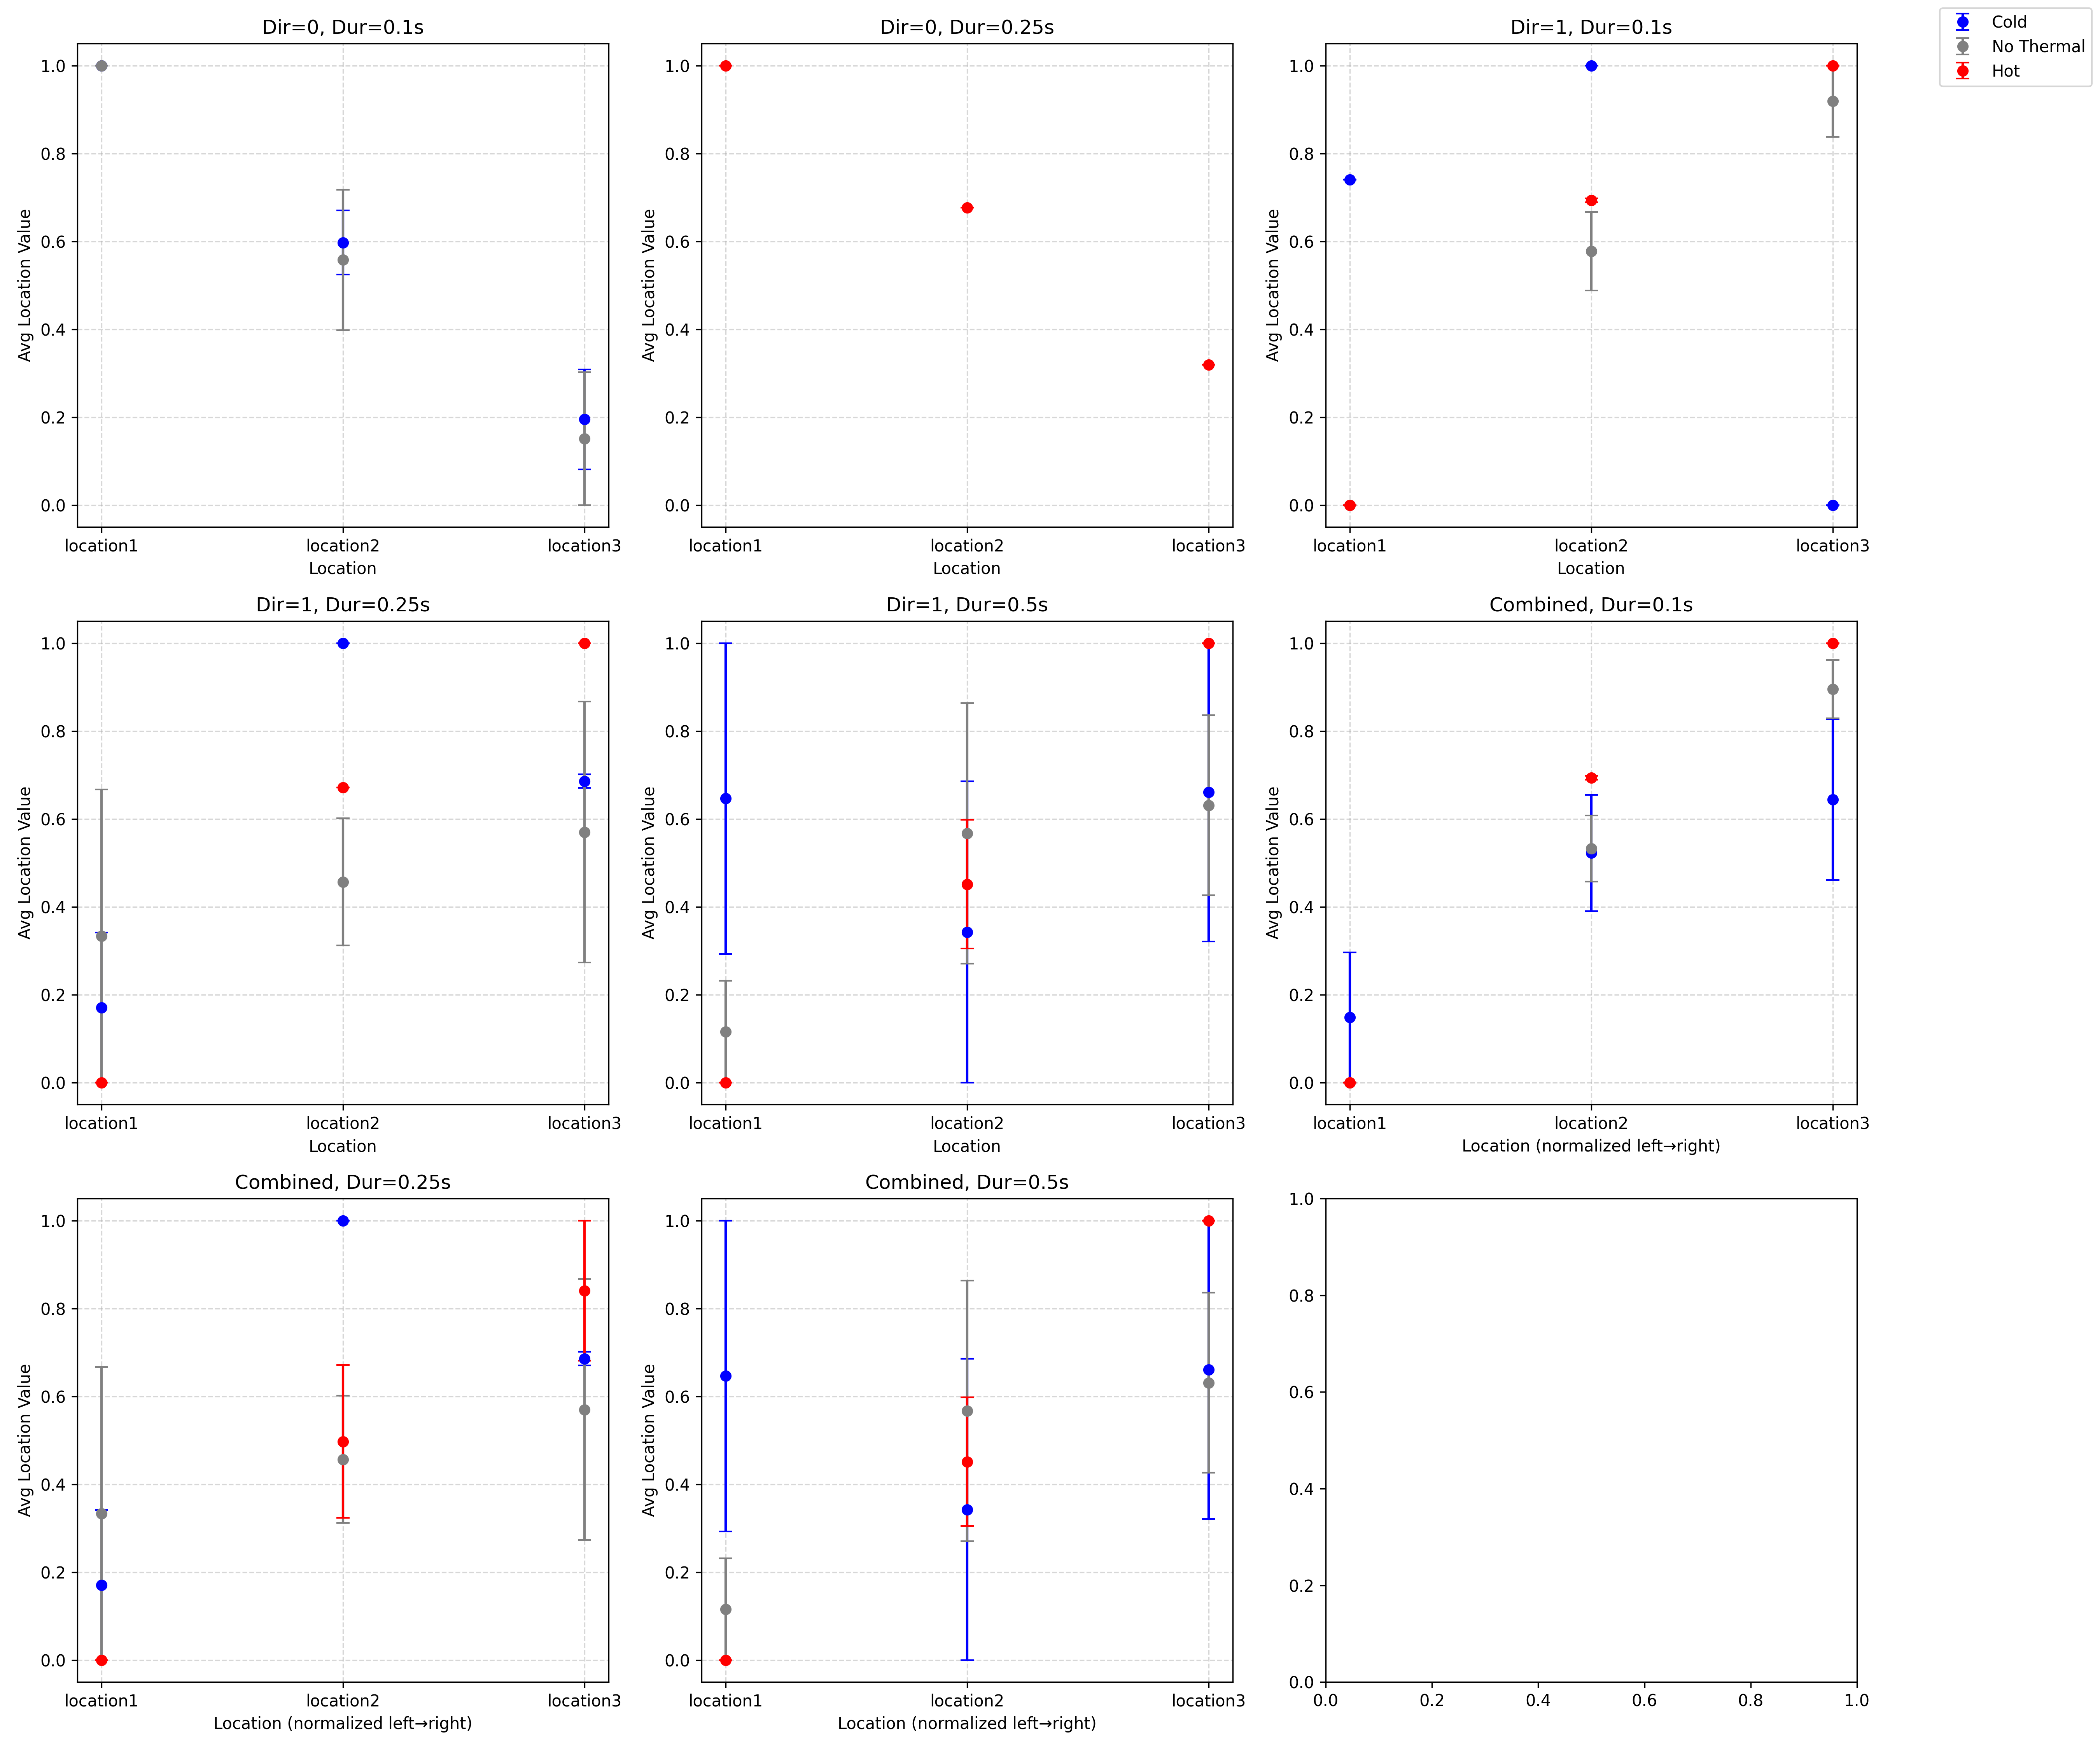 Dir=0, Dur=0.1s
Avg Location Value
1.0
0.8
0.6
0.4
0.2
0.0
location1 location2 location3
Location
Dir=0, Dur=0.25s
Avg Location Value
1.0
0.8
0.6
0.4
0.2
0.0
location1 location2 location3
Location
Dir=1, Dur=0.1s
Avg Location Value
1.0
0.8
0.6
0.4
0.2
0.0
location1 location2 location3
Location
Cold
No Thermal
Hot
Dir=1, Dur=0.25s
Avg Location Value
1.0
0.8
0.6
0.4
0.2
0.0
location1 location2 location3
Location
Dir=1, Dur=0.5s
Avg Location Value
1.0
0.8
0.6
0.4
0.2
0.0
location1 location2 location3
Location
Combined, Dur=0.1s
Avg Location Value
1.0
0.8
0.6
0.4
0.2
0.0
location1 location2 location3
Location (normalized left→right)
Combined, Dur=0.25s
Avg Location Value
1.0
0.8
0.6
0.4
0.2
0.0
location1 location2 location3
Location (normalized left→right)
Combined, Dur=0.5s
Avg Location Value
1.0
0.8
0.6
0.4
0.2
0.0
location1 location2 location3
Location (normalized left→right)
1.0
0.8
0.6
0.4
0.2
0.0
0.0 0.2 0.4 0.6 0.8 1.0